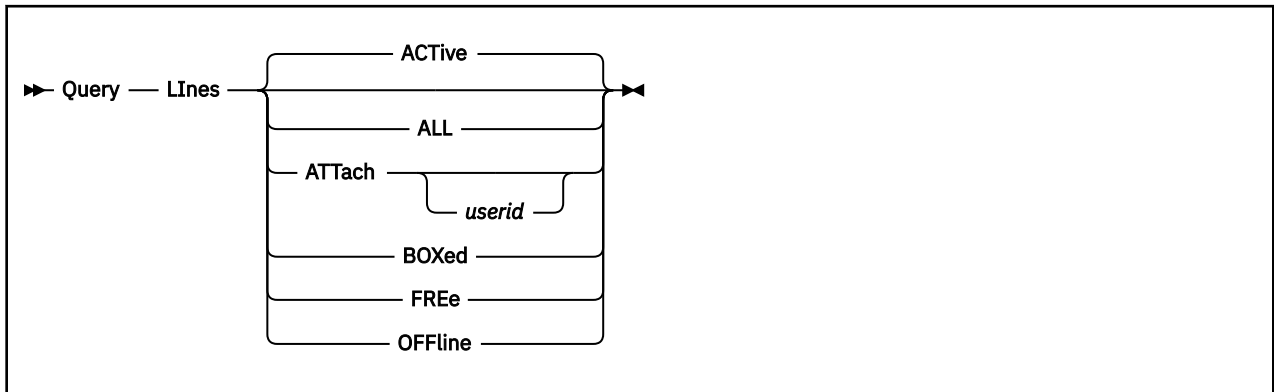 ACTive
Query LInes
ALL
ATTach
userid
BOXed
FREe
OFFline